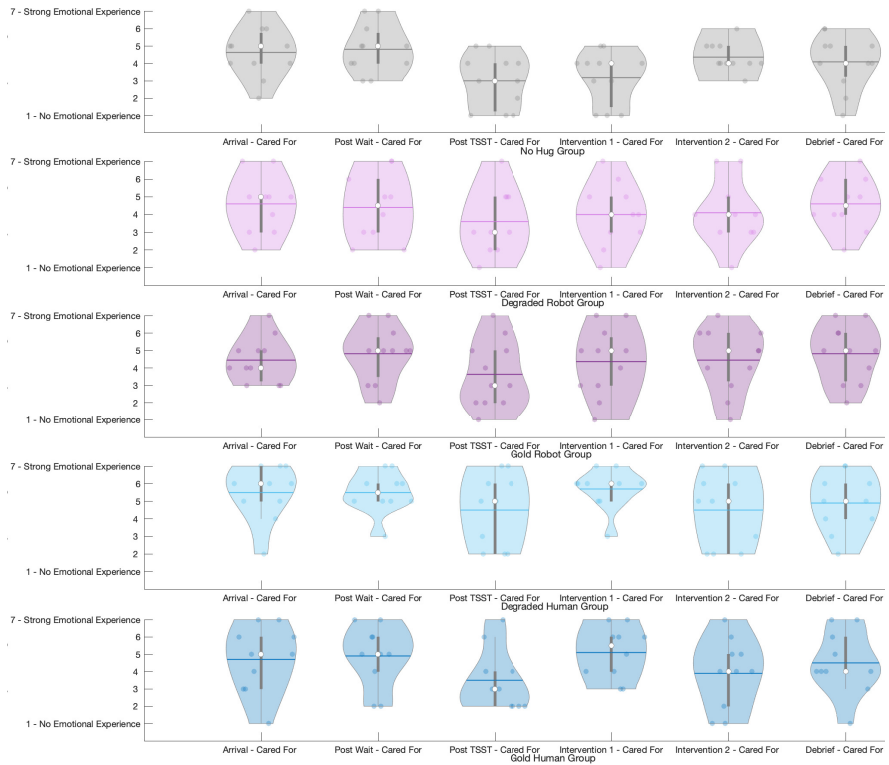 7 - Strong Emotional Experience
6
5
4
3
2
1 - No Emotional Experience
Arrival - Cared For Post Wait - Cared For Post TSST - Cared For Intervention 1 - Cared For Intervention 2 - Cared For Debrief - Cared For
No Hug Group
7 - Strong Emotional Experience
6
5
4
3
2
1 - No Emotional Experience
Arrival - Cared For Post Wait - Cared For Post TSST - Cared For Intervention 1 - Cared For Intervention 2 - Cared For Debrief - Cared For
Degraded Robot Group
7 - Strong Emotional Experience
6
5
4
3
2
1 - No Emotional Experience
Arrival - Cared For Post Wait - Cared For Post TSST - Cared For Intervention 1 - Cared For Intervention 2 - Cared For Debrief - Cared For
Gold Robot Group
7 - Strong Emotional Experience
6
5
4
3
2
1 - No Emotional Experience
Arrival - Cared For Post Wait - Cared For Post TSST - Cared For Intervention 1 - Cared For Intervention 2 - Cared For Debrief - Cared For
Degraded Human Group
7 - Strong Emotional Experience
6
5
4
3
2
1 - No Emotional Experience
Arrival - Cared For Post Wait - Cared For Post TSST - Cared For Intervention 1 - Cared For Intervention 2 - Cared For Debrief - Cared For
Gold Human Group